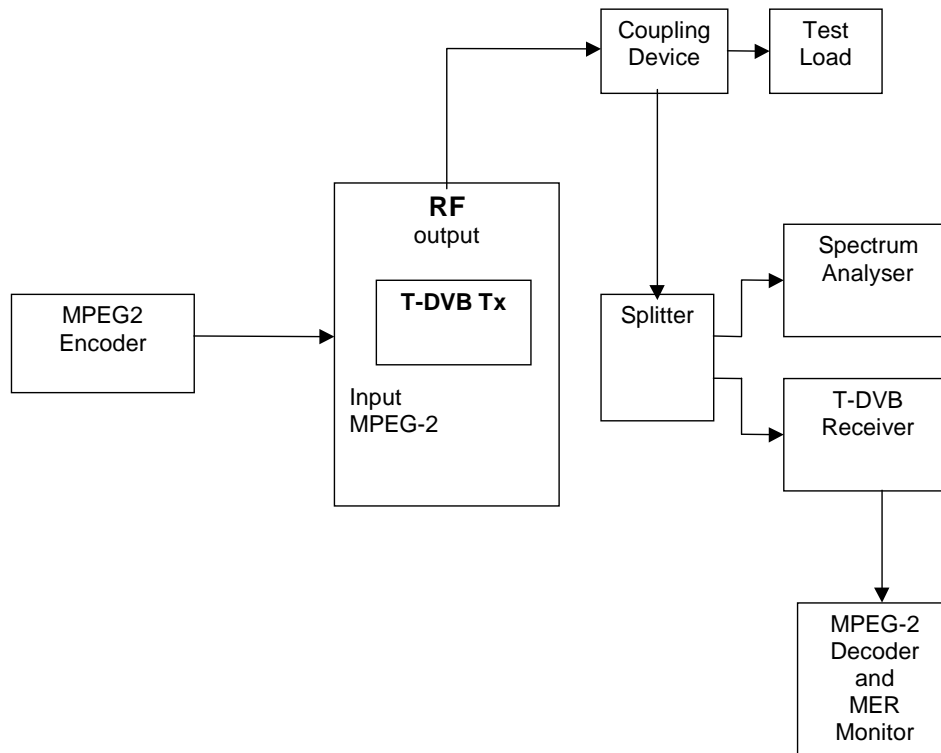 Coupling
Device
Test
Load
RF
output
T-DVB Tx
Input
MPEG-2
MPEG2
Encoder
Splitter
Spectrum
Analyser
T-DVB
Receiver
MPEG-2
Decoder
and
MER
Monitor